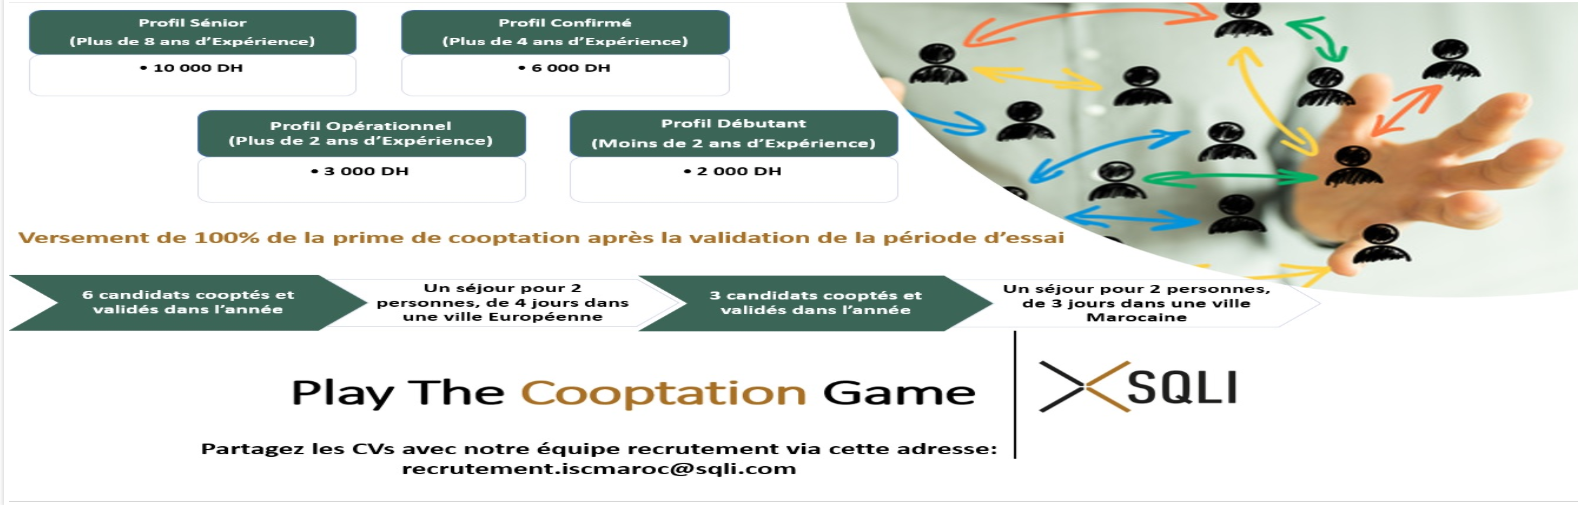 Profil Sénior
(Plus de 8 ans d’Expérience)
• 10 000 DH
Profil Confirmé
(Plus de 4 ans d’Expérience)
• 6 000 DH
Profil Opérationnel
(Plus de 2 ans d’Expérience)
• 3 000 DH
Profil Débutant
(Moins de 2 ans d’Expérience)
• 2 000 DH
Versement de 100% de la prime de cooptation après la validation de la période d’essai
6 candidats cooptés et
validés dans l’année
Un séjour pour 2
personnes, de 4 jours dans
une ville Européenne
3 candidats cooptés et
validés dans l’année
Un séjour pour 2 personnes,
de 3 jours dans une ville
Marocaine
Play The Cooptation Game
SQLI
Partagez les CVs avec notre équipe recrutement via cette adresse:
recrutement.iscmaroc@sqli.com